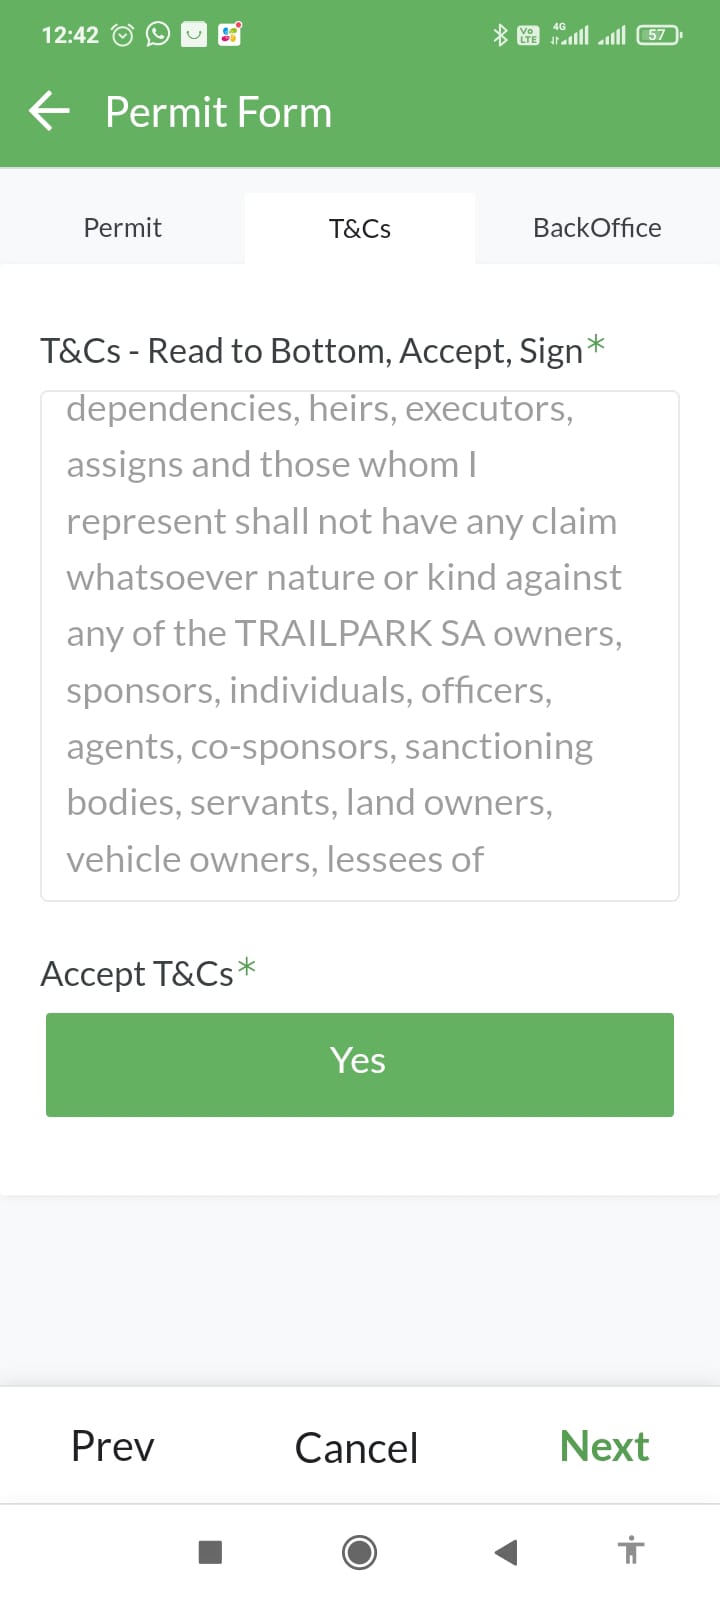 12:42
Vo LTE
4G
57
Permit Form
Permit
T&Cs
BackOffice
T&Cs - Read to Bottom, Accept, Sign*
dependencies, heirs, executors,
assigns and those whom I
represent shall not have any claim
whatsoever nature or kind against
any of the TRAILPARK SA owners,
sponsors, individuals, officers,
agents, co-sponsors, sanctioning
bodies, servants, land owners,
vehicle owners, lessees of
Accept T&Cs*
Yes
Prev
Cancel
Next